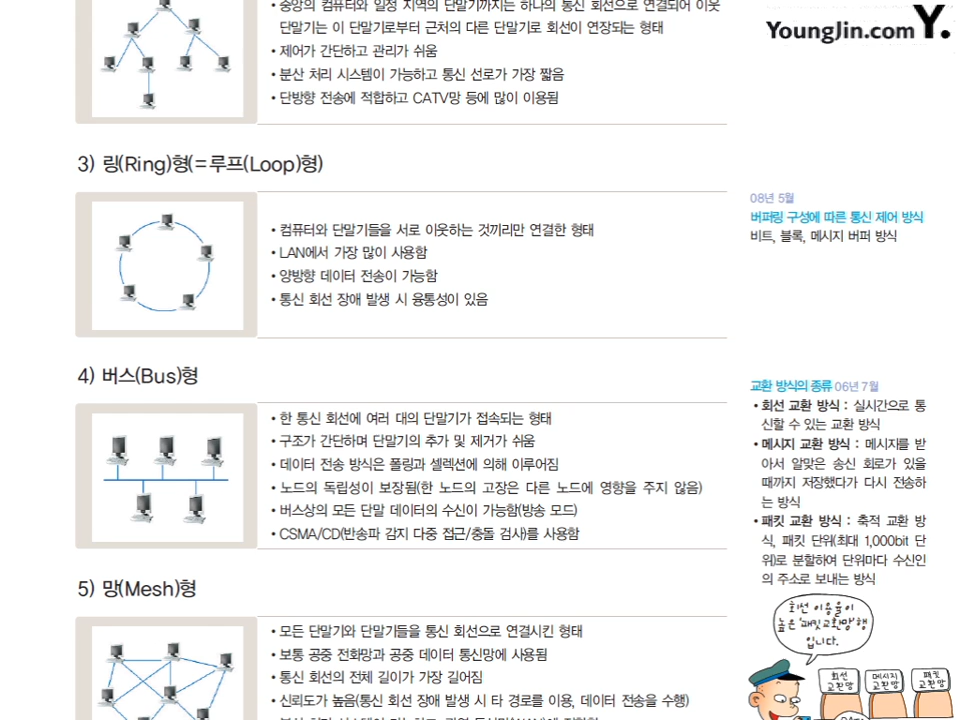 • 중앙의 컴퓨터와 일정 지역의 단말기까지는 하나의 통신 회선으로 연결되어 이웃
단말기는 이 단말기로부터 근처의 다른 단말기로 회선이 연장되는 형태
• 제어가 간단하고 관리가 쉬움
• 분산 처리 시스템이 가능하고 통신 선로가 가장 짧음
• 단방향 전송에 적합하고 CATV망 등에 많이 이용됨
YoungJin.com Y.
3) 링(Ring)형(=루프(Loop)형)
• 컴퓨터와 단말기들을 서로 이웃하는 것끼리만 연결한 형태
• LAN에서 가장 많이 사용함
• 양방향 데이터 전송이 가능함
• 통신 회선 장애 발생 시 융통성이 있음
08년 5월
버퍼링 구성에 따른 통신 제어 방식
비트, 블록, 메시지 버퍼 방식
4) 버스(Bus)형
• 한 통신 회선에 여러 대의 단말기가 접속되는 형태
• 구조가 간단하며 단말기의 추가 및 제거가 쉬움
• 데이터 전송 방식은 폴링과 셀렉션에 의해 이루어짐
• 노드의 독립성이 보장됨(한 노드의 고장은 다른 노드에 영향을 주지 않음)
• 버스상의 모든 단말 데이터의 수신이 가능함(방송 모드)
• CSMA/CD(반송파 감지 다중 접근/충돌 검사)를 사용함
교환 방식의 종류 06년 7월
• 회선 교환 방식 : 실시간으로 통
신할 수 있는 교환 방식
• 메시지 교환 방식 : 메시지를 받
아서 알맞은 송신 회로가 있을
때까지 저장했다가 다시 전송하
는 방식
• 패킷 교환 방식 : 축적 교환 방
식, 패킷 단위(최대 1,000bit 단
위)로 분할하여 단위마다 수신인
의 주소로 보내는 방식
5) 망(Mesh)형
• 모든 단말기와 단말기들을 통신 회선으로 연결시킨 형태
• 보통 공중 전화망과 공중 데이터 통신망에 사용됨
• 통신 회선의 전체 길이가 가장 길어짐
• 신뢰도가 높음(통신 회선 장애 발생 시 타 경로를 이용, 데이터 전송을 수행)
회선 이용율이
높은 '패킷교환망'행
입니다.
회선
교환망
메시지
교환망
패킷
교환망